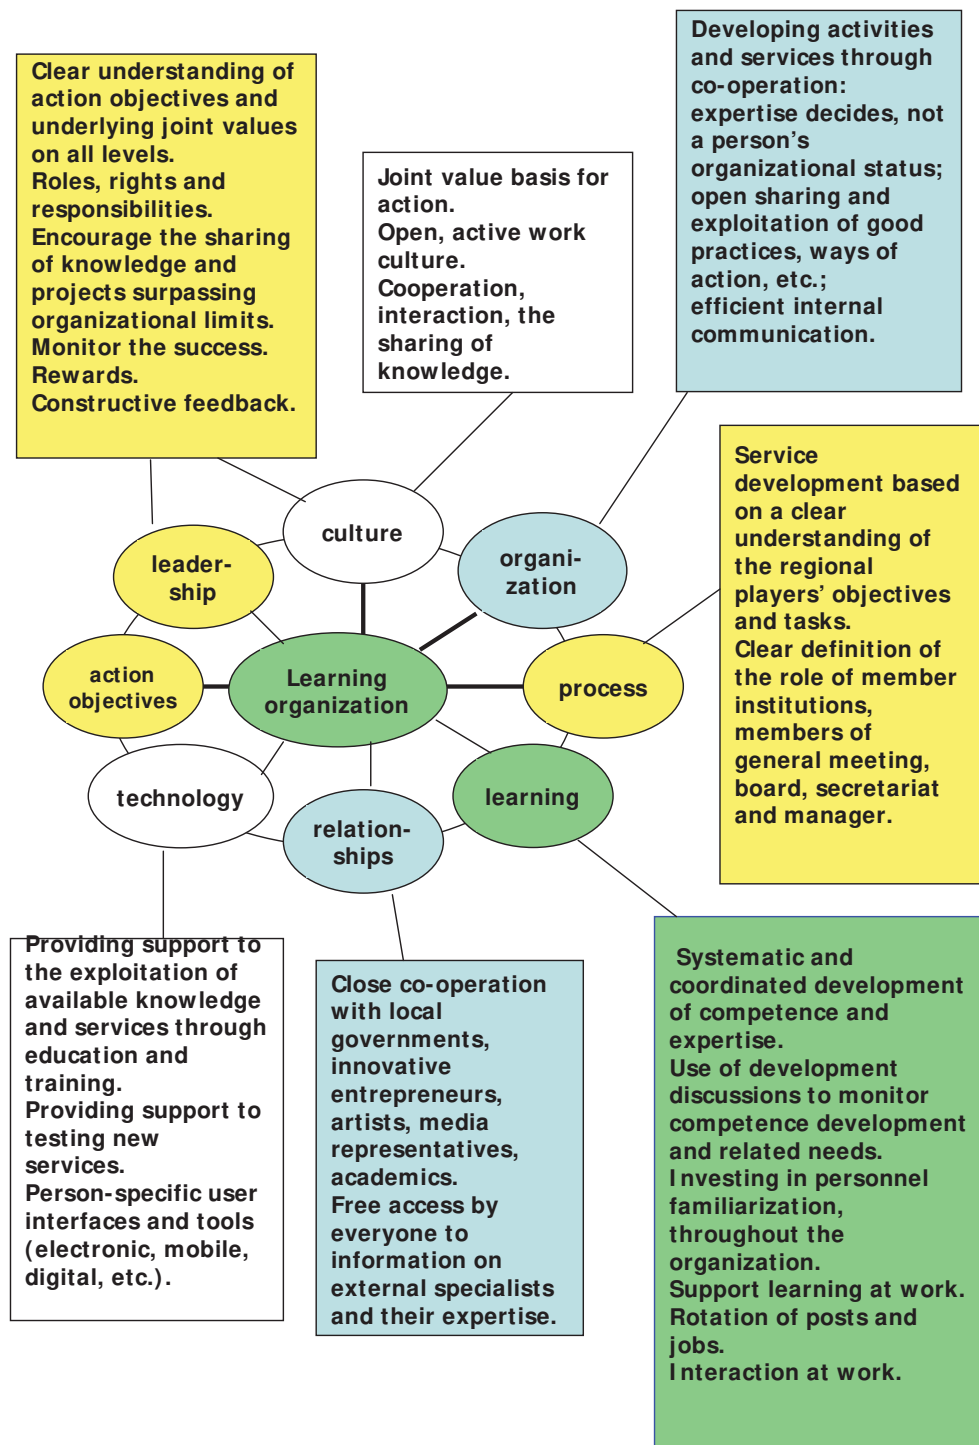 Developing activities
and services through
co-operation:
expertise decides, not
a person's
organizational status;
open sharing and
exploitation of good
practices, ways of
action, etc.;
efficient internal
communication.
Clear understanding of
action objectives and
underlying joint values
on all levels.
Roles, rights and
responsibilities.
Encourage the sharing
of knowledge and
projects surpassing
organizational limits.
Monitor the success.
Rewards.
Constructive feedback.
Joint value basis for
action.
Open, active work
culture.
Cooperation,
interaction, the
sharing of
knowledge.
Service
development based
on a clear
understanding of
the regional
players' objectives
and tasks.
Clear definition of
the role of member
institutions,
members of
general meeting,
board, secretariat
and manager.
culture
organi-
zation
leader-
ship
action
objectives
Learning
organization
process
technology
relation-
ships
learning
Providing support to
the exploitation of
available knowledge
and services through
education and
training.
Providing support to
testing new
services.
Person-specific user
interfaces and tools
(electronic, mobile,
digital, etc.).
Close co-operation
with local
governments,
innovative
entrepreneurs,
artists, media
representatives,
academics.
Free access by
everyone to
information on
external specialists
and their expertise.
Systematic and
coordinated development
of competence and
expertise.
Use of development
discussions to monitor
competence development
and related needs.
Investing in personnel
familiarization,
throughout the
organization.
Support learning at work.
Rotation of posts and
jobs.
Interaction at work.